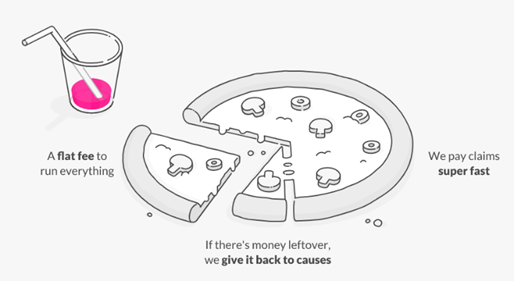 A flat fee to
run everything
We pay claims
super fast
If there's money leftover,
we give it back to causes